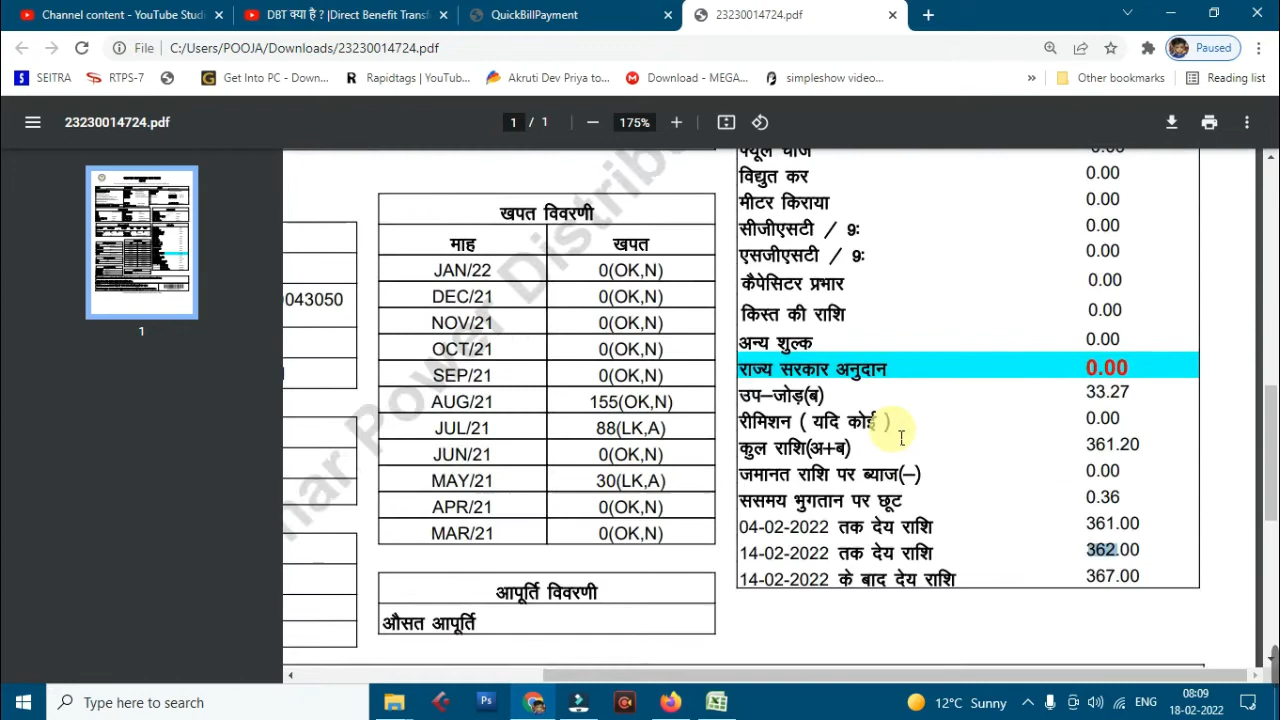 Channel content - YouTube Studi
DBT क्या है ? |Direct Benefit Transf
QuickBillPayment
23230014724.pdf
File
C:/Users/POOJA/Downloads/23230014724.pdf
Paused
SEITRA
RTPS-7
Get Into PC - Down...
Rapidtags | YouTub...
Akruti Dev Priya to...
Download - MEGA...
simpleshow video...
»
Other bookmarks
Reading list
23230014724.pdf
1 / 1
175%
1
043050
खपत विवरणी
माह खपत
JAN/22 0(OK,N)
DEC/21 0(OK,N)
NOV/21 0(OK,N)
OCT/21 0(OK,N)
SEP/21 0(OK,N)
AUG/21 155(OK,N)
JUL/21 88(LK,A)
JUN/21 0(OK,N)
MAY/21 30(LK,A)
APR/21 0(OK,N)
MAR/21 0(OK,N)
आपूर्ति विवरणी
औसत आपूर्ति
फ्यूल चार्ज 0.00
विद्युत कर 0.00
मीटर किराया 0.00
सीजीएसटी / 9ः 0.00
एसजीएसटी / 9ः 0.00
कैपेसिटर प्रभार 0.00
किस्त की राशि 0.00
अन्य शुल्क 0.00
राज्य सरकार अनुदान 0.00
उप–जोड़(ब) 33.27
रीमिशन ( यदि कोई ) 0.00
कुल राशि(अ+ब) 361.20
जमानत राशि पर ब्याज(–) 0.00
ससमय भुगतान पर छूट 0.36
04-02-2022 तक देय राशि 361.00
14-02-2022 तक देय राशि 362.00
14-02-2022 के बाद देय राशि 367.00
Power Distrib
Type here to search
12°C Sunny
ENG
08:09
18-02-2022